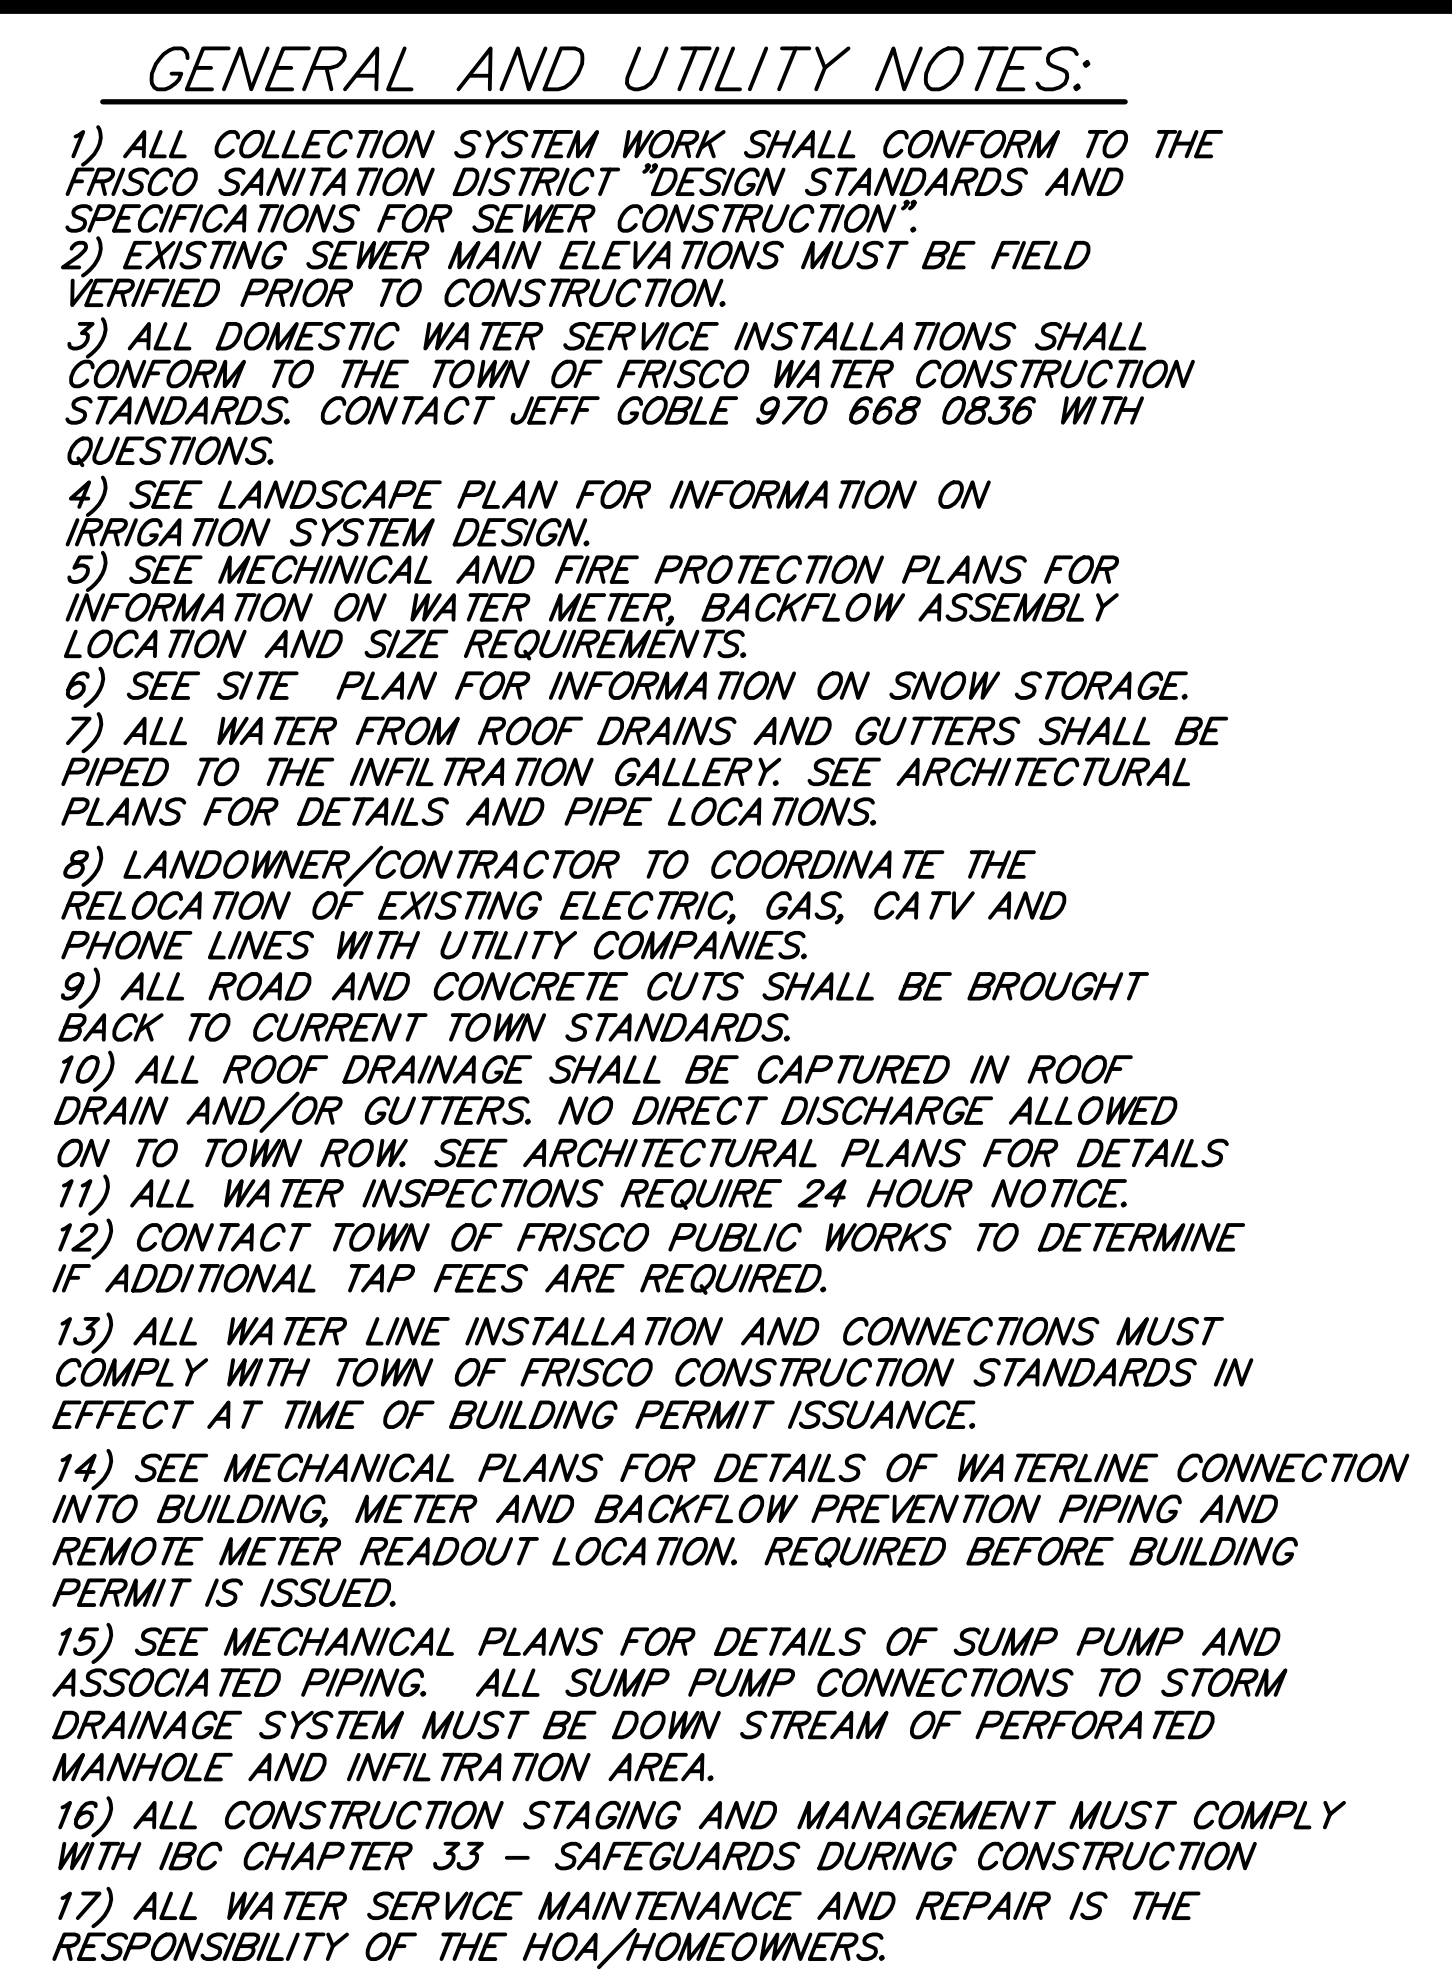 GENERAL AND UTILITY NOTES:
1) ALL COLLECTION SYSTEM WORK SHALL CONFORM TO THE
FRISCO SANITATION DISTRICT "DESIGN STANDARDS AND
SPECIFICATIONS FOR SEWER CONSTRUCTION".
2) EXISTING SEWER MAIN ELEVATIONS MUST BE FIELD
VERIFIED PRIOR TO CONSTRUCTION.
3) ALL DOMESTIC WATER SERVICE INSTALLATIONS SHALL
CONFORM TO THE TOWN OF FRISCO WATER CONSTRUCTION
STANDARDS. CONTACT JEFF GOBLE 970 668 0836 WITH
QUESTIONS.
4) SEE LANDSCAPE PLAN FOR INFORMATION ON
IRRIGATION SYSTEM DESIGN.
5) SEE MECHINICAL AND FIRE PROTECTION PLANS FOR
INFORMATION ON WATER METER, BACKFLOW ASSEMBLY
LOCATION AND SIZE REQUIREMENTS.
6) SEE SITE  PLAN FOR INFORMATION ON SNOW STORAGE.
7) ALL WATER FROM ROOF DRAINS AND GUTTERS SHALL BE
PIPED TO THE INFILTRATION GALLERY. SEE ARCHITECTURAL
PLANS FOR DETAILS AND PIPE LOCATIONS.
8) LANDOWNER/CONTRACTOR TO COORDINATE THE
RELOCATION OF EXISTING ELECTRIC, GAS, CATV AND
PHONE LINES WITH UTILITY COMPANIES.
9) ALL ROAD AND CONCRETE CUTS SHALL BE BROUGHT
BACK TO CURRENT TOWN STANDARDS.
10) ALL ROOF DRAINAGE SHALL BE CAPTURED IN ROOF
DRAIN AND/OR GUTTERS. NO DIRECT DISCHARGE ALLOWED
ON TO TOWN ROW. SEE ARCHITECTURAL PLANS FOR DETAILS
11) ALL WATER INSPECTIONS REQUIRE 24 HOUR NOTICE.
12) CONTACT TOWN OF FRISCO PUBLIC WORKS TO DETERMINE
IF ADDITIONAL TAP FEES ARE REQUIRED.
13) ALL WATER LINE INSTALLATION AND CONNECTIONS MUST
COMPLY WITH TOWN OF FRISCO CONSTRUCTION STANDARDS IN
EFFECT AT TIME OF BUILDING PERMIT ISSUANCE.
14) SEE MECHANICAL PLANS FOR DETAILS OF WATERLINE CONNECTION
INTO BUILDING, METER AND BACKFLOW PREVENTION PIPING AND
REMOTE METER READOUT LOCATION. REQUIRED BEFORE BUILDING
PERMIT IS ISSUED.
15) SEE MECHANICAL PLANS FOR DETAILS OF SUMP PUMP AND
ASSOCIATED PIPING.  ALL SUMP PUMP CONNECTIONS TO STORM
DRAINAGE SYSTEM MUST BE DOWN STREAM OF PERFORATED
MANHOLE AND INFILTRATION AREA.
16) ALL CONSTRUCTION STAGING AND MANAGEMENT MUST COMPLY
WITH IBC CHAPTER 33 – SAFEGUARDS DURING CONSTRUCTION
17) ALL WATER SERVICE MAINTENANCE AND REPAIR IS THE
RESPONSIBILITY OF THE HOA/HOMEOWNERS.